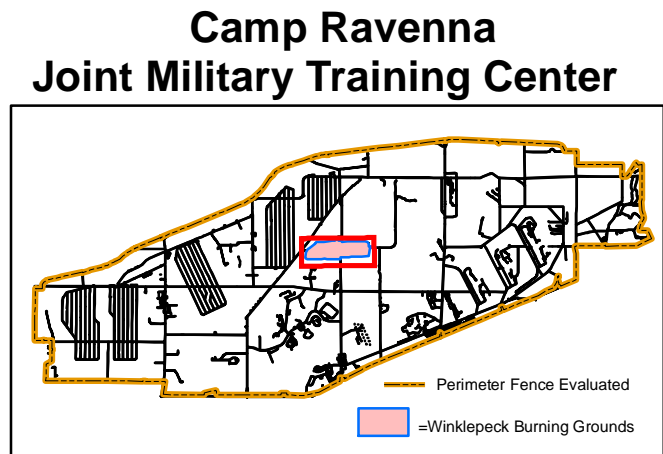 Camp Ravenna
Joint Military Training Center
Perimeter Fence Evaluated
=Winklepeck Burning Grounds